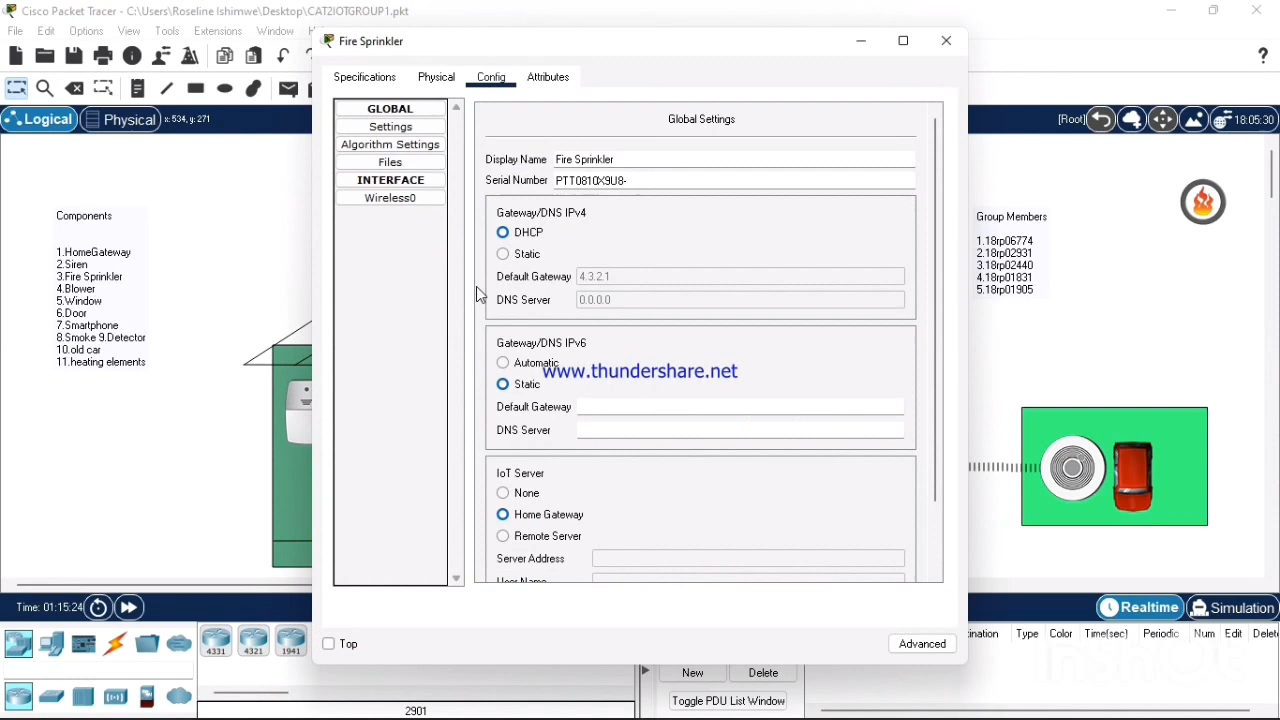 Cisco Packet Tracer - C:\Users\Roseline Ishimwe\Desktop\CAT2IOTGROUP1.pkt
File Edit Options View Tools Extensions Window
Fire Sprinkler
Specifications Physical Config Attributes
Logical Physical x: 534, y: 271
[Root] 18:05:30
GLOBAL
Settings
Algorithm Settings
Files
INTERFACE
Wireless0
Global Settings
Display Name Fire Sprinkler
Serial Number PTT0810X9U8-
Gateway/DNS IPv4
DHCP
Static
Default Gateway 4.3.2.1
DNS Server 0.0.0.0
Gateway/DNS IPv6
Automatic
www.thundershare.net
Static
Default Gateway
DNS Server
IoT Server
None
Home Gateway
Remote Server
Server Address
User Name
Top
Advanced
Components
1.HomeGateway
2.Siren
3.Fire Sprinkler
4.Blower
5.Window
6.Door
7.Smartphone
8.Smoke 9.Detector
10.old car
11.heating elements
Group Members
1.18rp06774
2.18rp02931
3.18rp02440
4.18rp01831
5.18rp01905
Time: 01:15:24
Realtime Simulation
4331 4321 1941
2901
New Delete
Toggle PDU List Window
ination Type Color Time(sec) Periodic Num Edit Delet